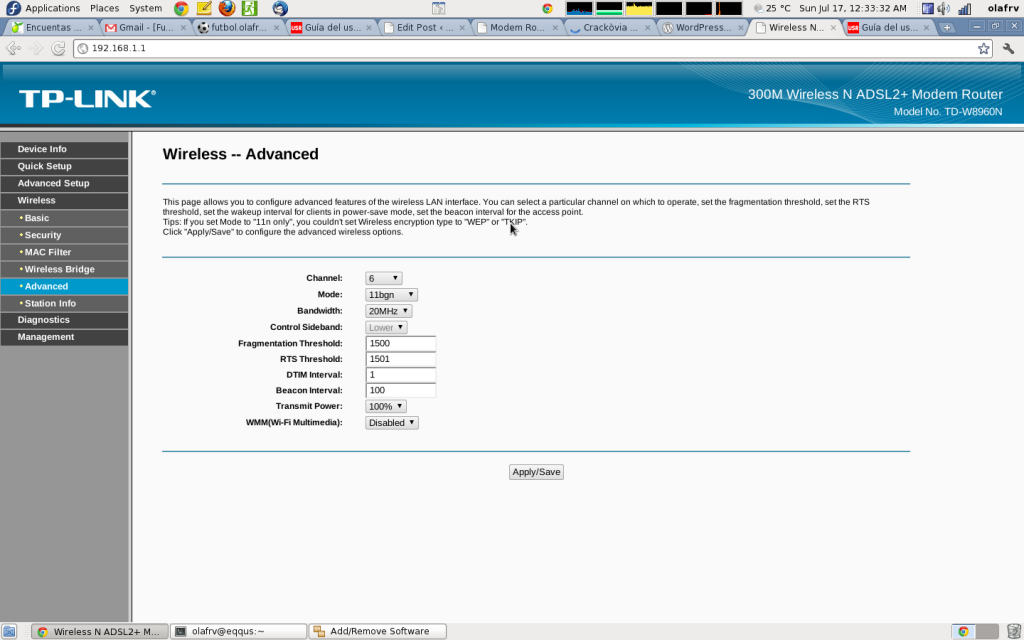 Applications Places System 25 °C Sun Jul 17, 12:33:32 AM olafrv
Encuentas ... Gmail - [Fu... futbol.olafr... Guía del us... Edit Post ‹ ... Modem Ro... Crackòvia ... WordPress... Wireless N... Guía del us...
192.168.1.1
TP-LINK®
300M Wireless N ADSL2+ Modem Router
Model No. TD-W8960N
Device Info
Quick Setup
Advanced Setup
Wireless
• Basic
• Security
• MAC Filter
• Wireless Bridge
• Advanced
• Station Info
Diagnostics
Management
Wireless -- Advanced
This page allows you to configure advanced features of the wireless LAN interface. You can select a particular channel on which to operate, set the fragmentation threshold, set the RTS
threshold, set the wakeup interval for clients in power-save mode, set the beacon interval for the access point.
Tips: If you set Mode to "11n only", you couldn't set Wireless encryption type to "WEP" or "TKIP".
Click "Apply/Save" to configure the advanced wireless options.
Channel: 6
Mode: 11bgn
Bandwidth: 20MHz
Control Sideband: Lower
Fragmentation Threshold: 1500
RTS Threshold: 1501
DTIM Interval: 1
Beacon Interval: 100
Transmit Power: 100%
WMM(Wi-Fi Multimedia): Disabled
Apply/Save
Wireless N ADSL2+ M... olafrv@eqqus:~ Add/Remove Software